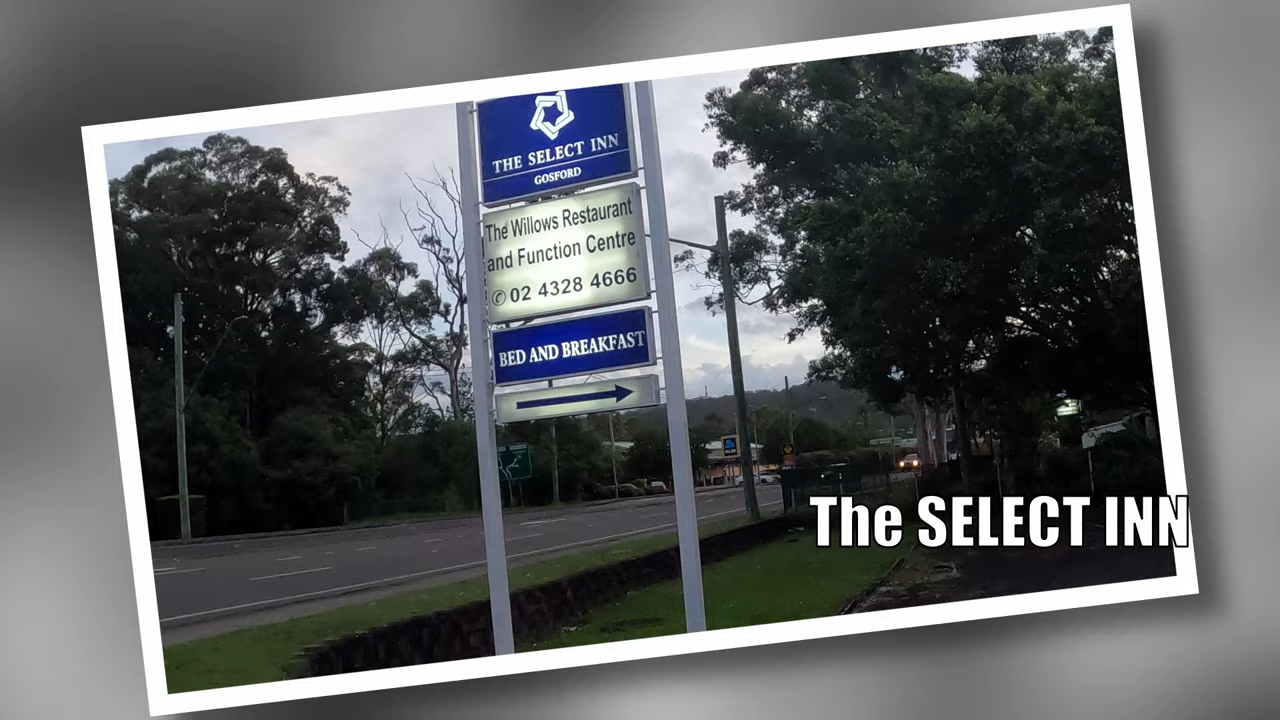 THE SELECT INN
GOSFORD
The Willows Restaurant
and Function Centre
✆ 02 4328 4666
BED AND BREAKFAST
The SELECT INN